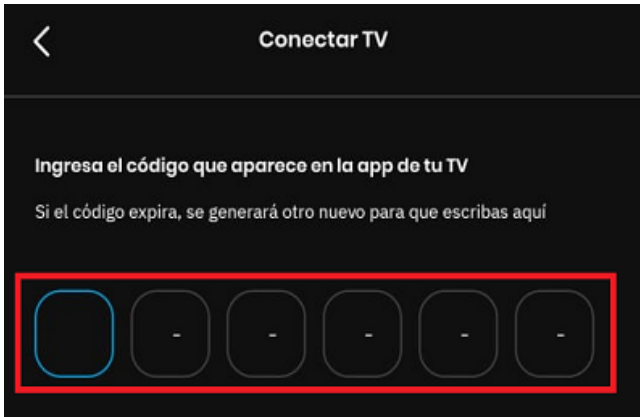 Conectar TV
Ingresa el código que aparece en la app de tu TV
Si el código expira, se generará otro nuevo para que escribas aquí
- - - - -